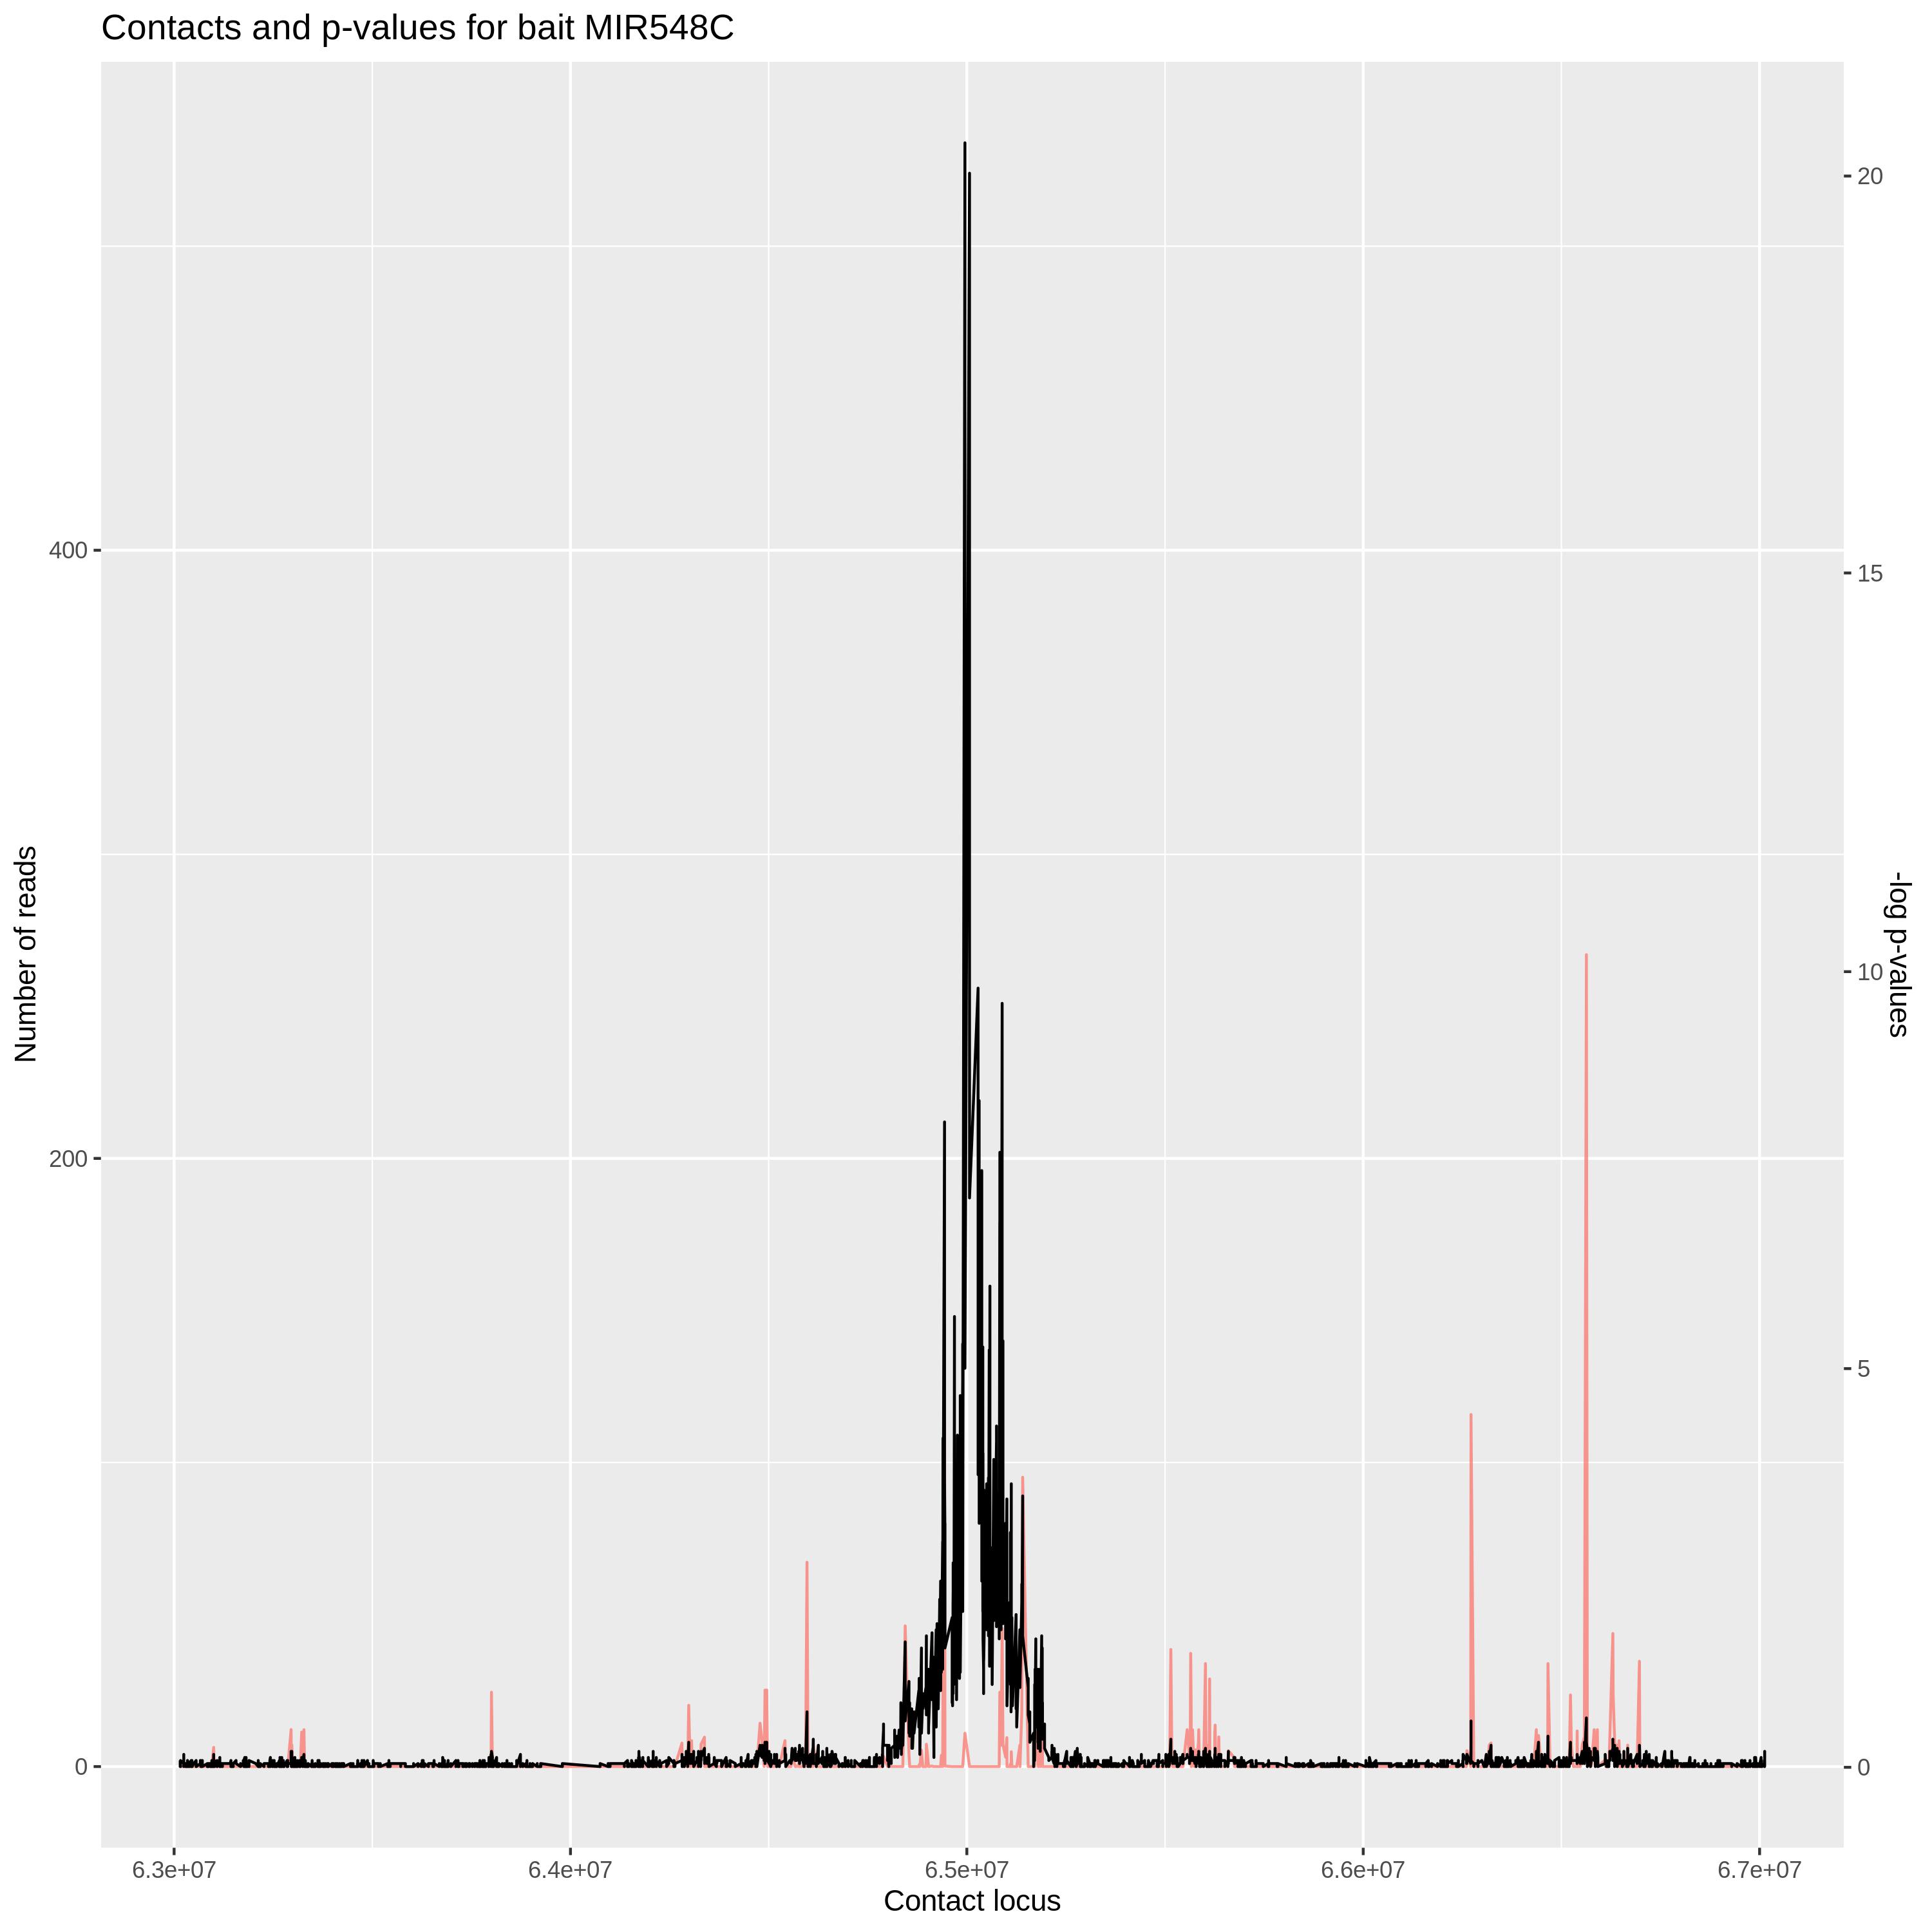 Contacts and p-values for bait MIR548C
Number of reads
400
200
0
20
15
10
5
0
-log p-values
6.3e+07
6.4e+07
6.5e+07
6.6e+07
6.7e+07
Contact locus